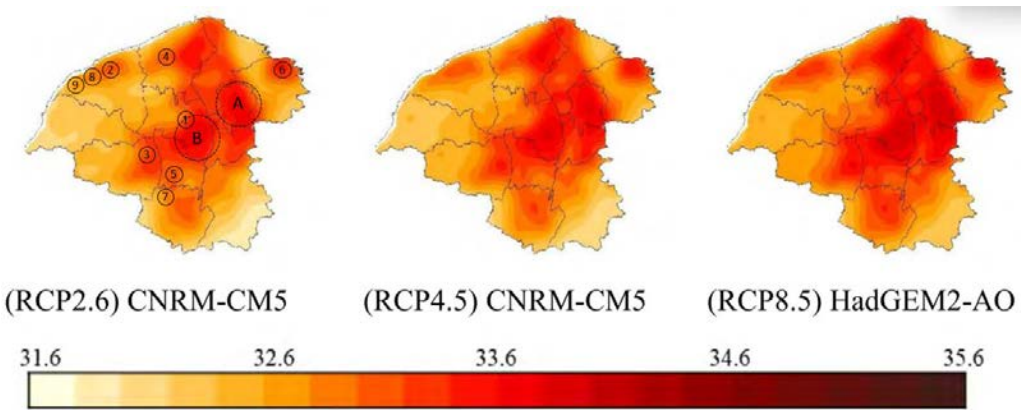 ④
⑥
②
⑧
⑨
A
1
B
③
⑤
⑦
(RCP2.6) CNRM-CM5 (RCP4.5) CNRM-CM5 (RCP8.5) HadGEM2-AO
31.6 32.6 33.6 34.6 35.6